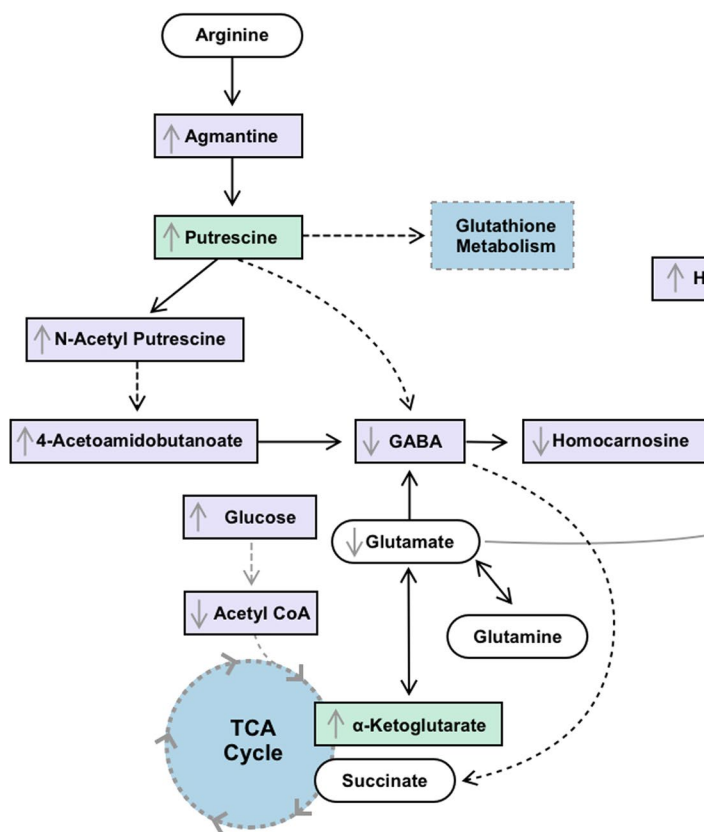 Arginine
Agmantine
Putrescine
Glutathione
Metabolism
H
N-Acetyl Putrescine
4-Acetoamidobutanoate
GABA
Homocarnosine
Glucose
Glutamate
Acetyl CoA
Glutamine
TCA
Cycle
α-Ketoglutarate
Succinate